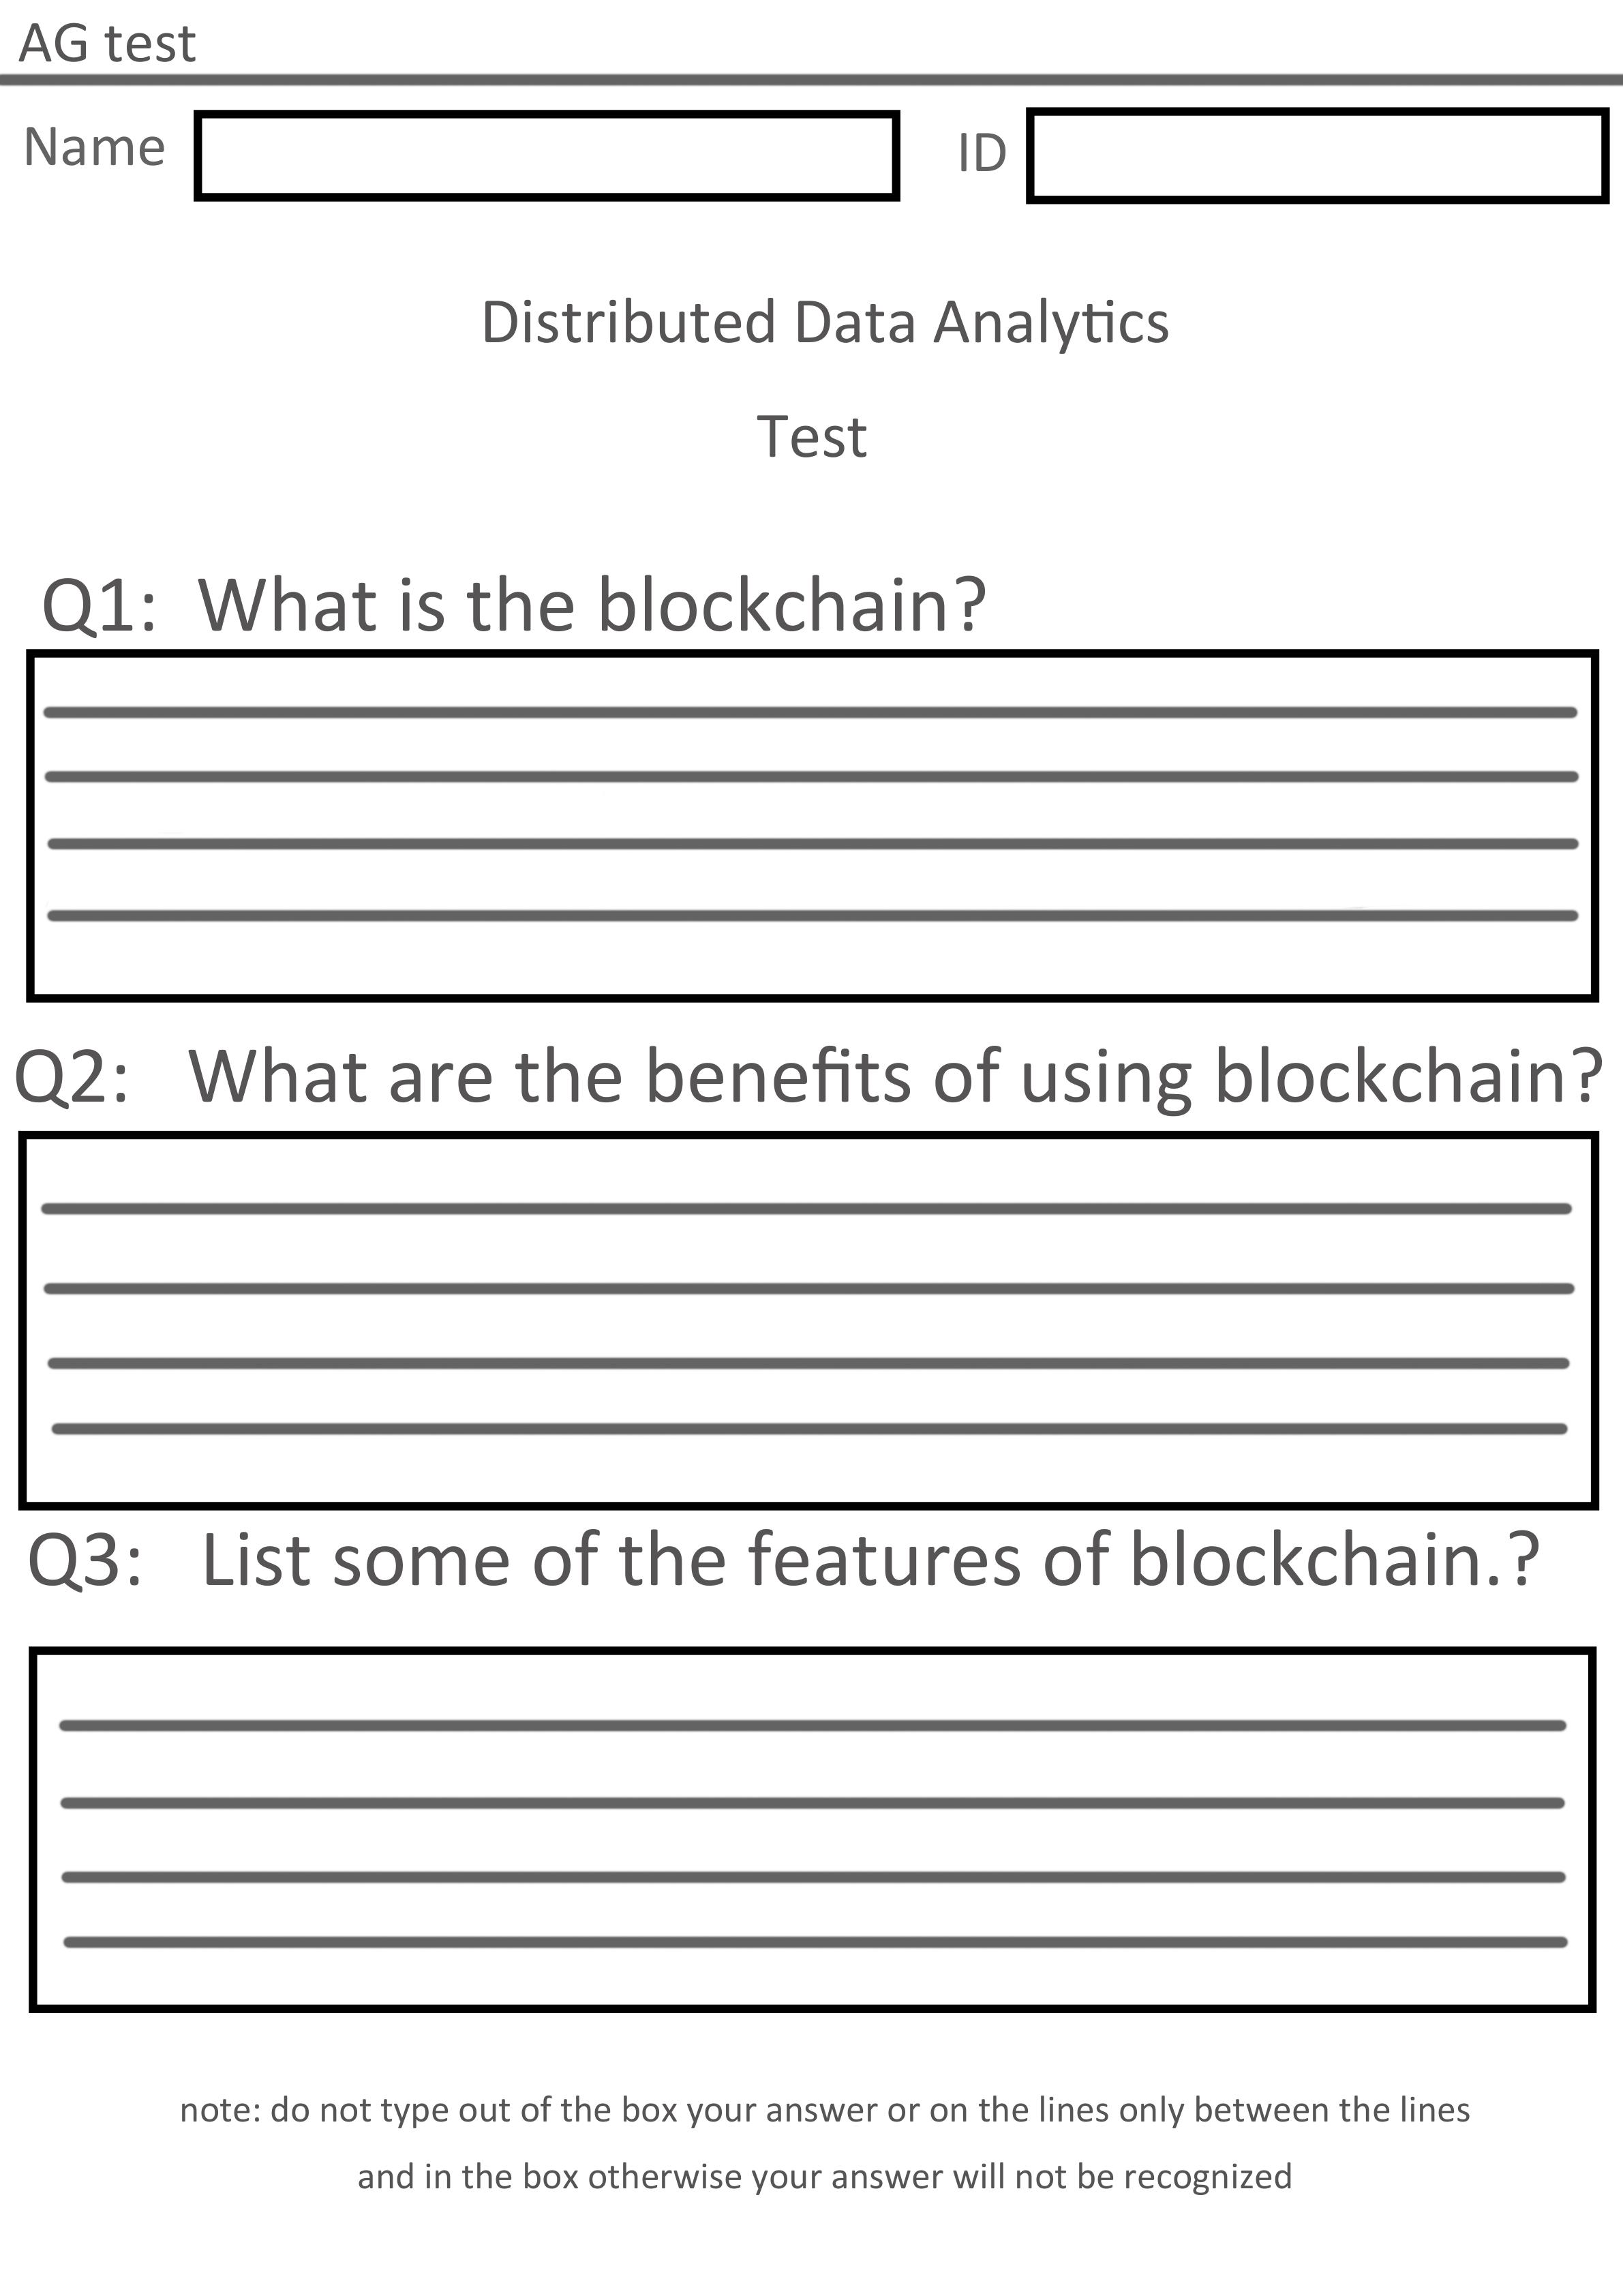 AG test
Name ID
Distributed Data Analytics
Test
Q1: What is the blockchain?
Q2: What are the benefits of using blockchain?
Q3: List some of the features of blockchain.?
note: do not type out of the box your answer or on the lines only between the lines
and in the box otherwise your answer will not be recognized